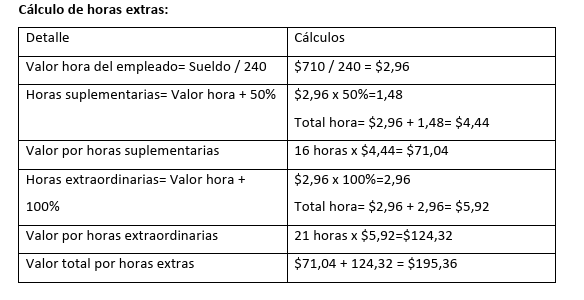 Cálculo de horas extras:
Detalle
Cálculos
Valor hora del empleado= Sueldo / 240
$710 / 240 = $2,96
Horas suplementarias= Valor hora + 50%
$2,96 x 50%=1,48
Total hora= $2,96 + 1,48= $4,44
Valor por horas suplementarias
16 horas x $4,44= $71,04
Horas extraordinarias= Valor hora +
100%
$2,96 x 100%=2,96
Total hora= $2,96 + 2,96= $5,92
Valor por horas extraordinarias
21 horas x $5,92=$124,32
Valor total por horas extras
$71,04 + 124,32 = $195,36